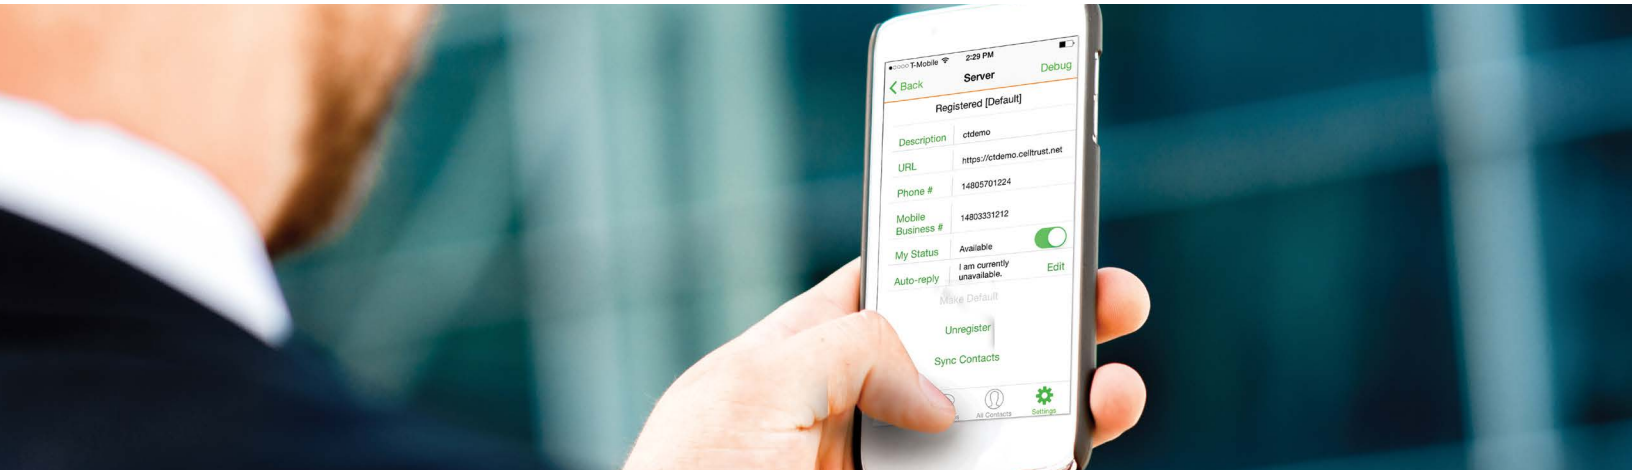 T-Mobile 2:29 PM
Back Server Debug
Registered [Default]
Description ctdemo
URL https://ctdemo.celltrust.net
Phone # 14805701224
Mobile
Business # 14803331212
My Status Available
Auto-reply I am currently
unavailable. Edit
Make Default
Unregister
Sync Contacts
All Contacts Settings